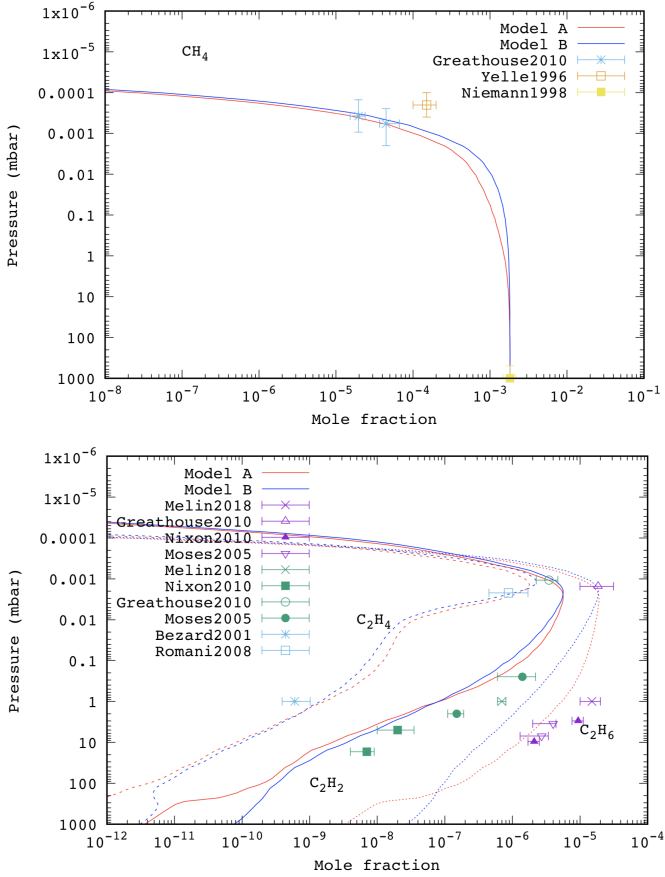 1x10^-6
1x10^-5
0.0001
0.001
0.01
0.1
1
10
100
1000
Pressure (mbar)
CH_4
Model A
Model B
Greathouse2010
Yelle1996
Niemann1998
10^-8 10^-7 10^-6 10^-5 10^-4 10^-3 10^-2 10^-1
Mole fraction
1x10^-6
1x10^-5
0.0001
0.001
0.01
0.1
1
10
100
1000
Pressure (mbar)
Model A
Model B
Melin2018
Greathouse2010
Nixon2010
Moses2005
Melin2018
Nixon2010
Greathouse2010
Moses2005
Bezard2001
Romani2008
C_2H_4
C_2H_6
C_2H_2
10^-12 10^-11 10^-10 10^-9 10^-8 10^-7 10^-6 10^-5 10^-4
Mole fraction